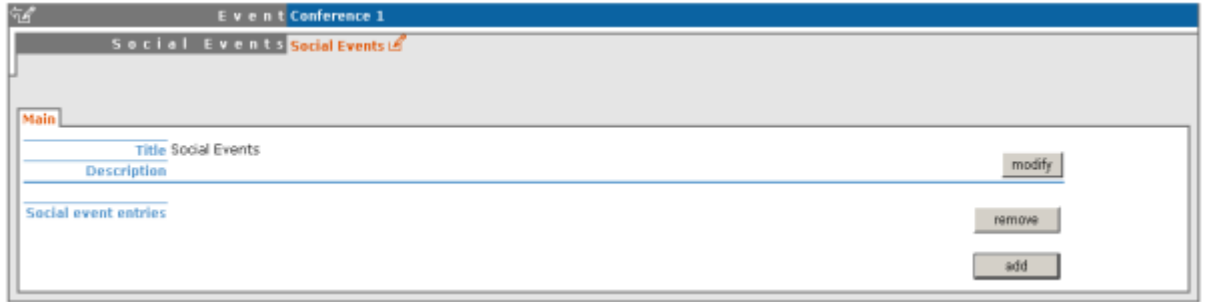 Event Conference 1
Social Events Social Events
Main
Title Social Events
modify
Description
Social event entries
remove
add